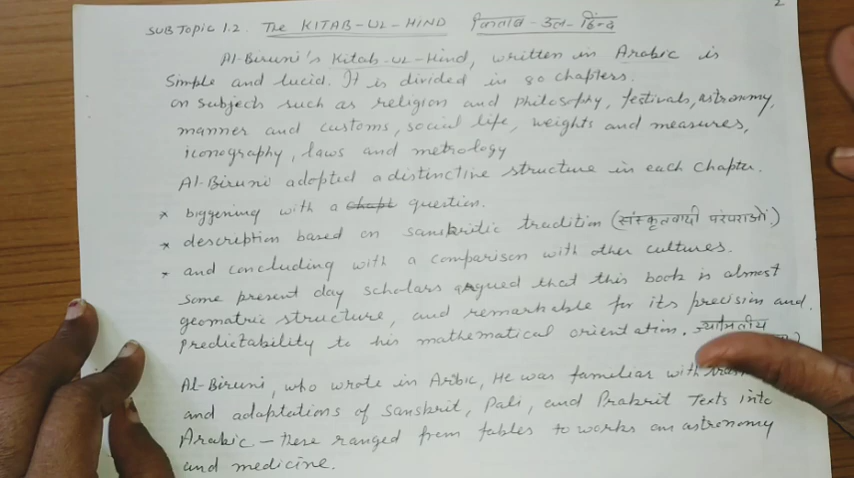 2
SUB TOPIC 1.2. The KITAB-UL-HIND किताब-उल-हिन्द
Al-Biruni's Kitab-UL-Hind, written in Arabic is
Simple and lucid. It is divided in 80 chapters.
on subjects such as religion and philosophy, festivals, astronomy,
manner and customs, social life, weights and measures,
iconography, laws and metrology
Al-Biruni adopted a distinctive structure in each chapter.
* biggening with a chapt question.
* description based on sanskritic tradition (संस्कृतवादी परंपराओं)
* and concluding with a comparison with other cultures.
Some present day scholars argued that this book is almost
geometric structure, and remarkable for its precision and
predictability to his mathematical orientation. ज्यामितीय
Al-Biruni, who wrote in Arbic, He was familiar with
and adaptations of Sanskrit, Pali, and Prakrit Texts into
Arabic - these ranged from fables to works on astronomy
and medicine.